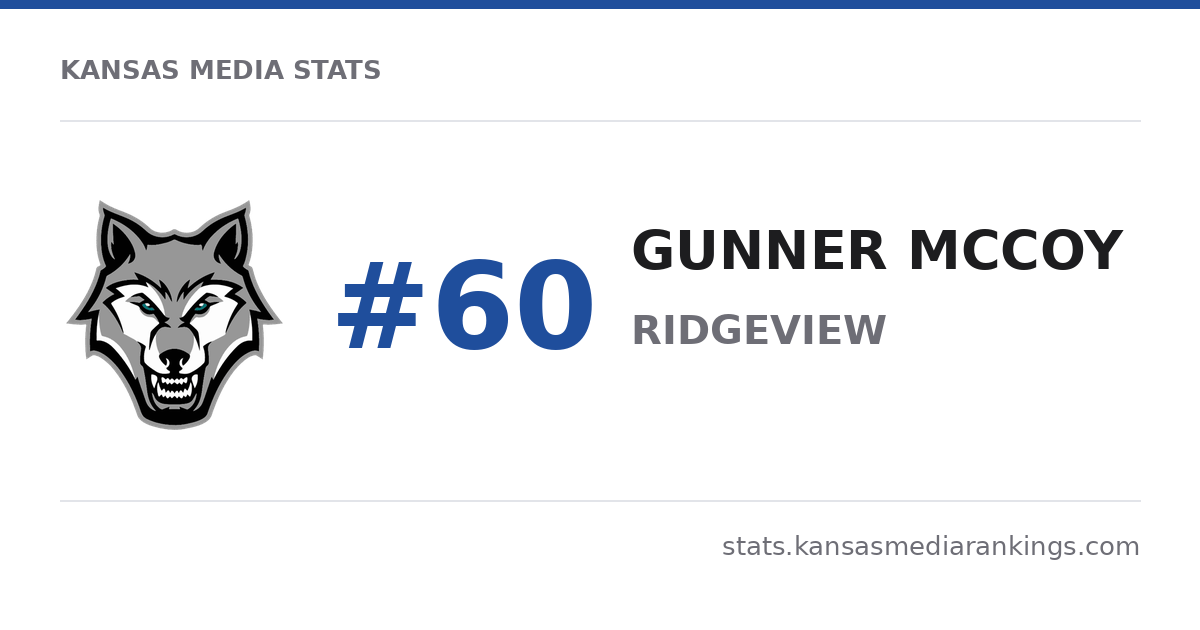 KANSAS MEDIA STATS
#60
GUNNER MCCOY
RIDGEVIEW
stats.kansasmediarankings.com